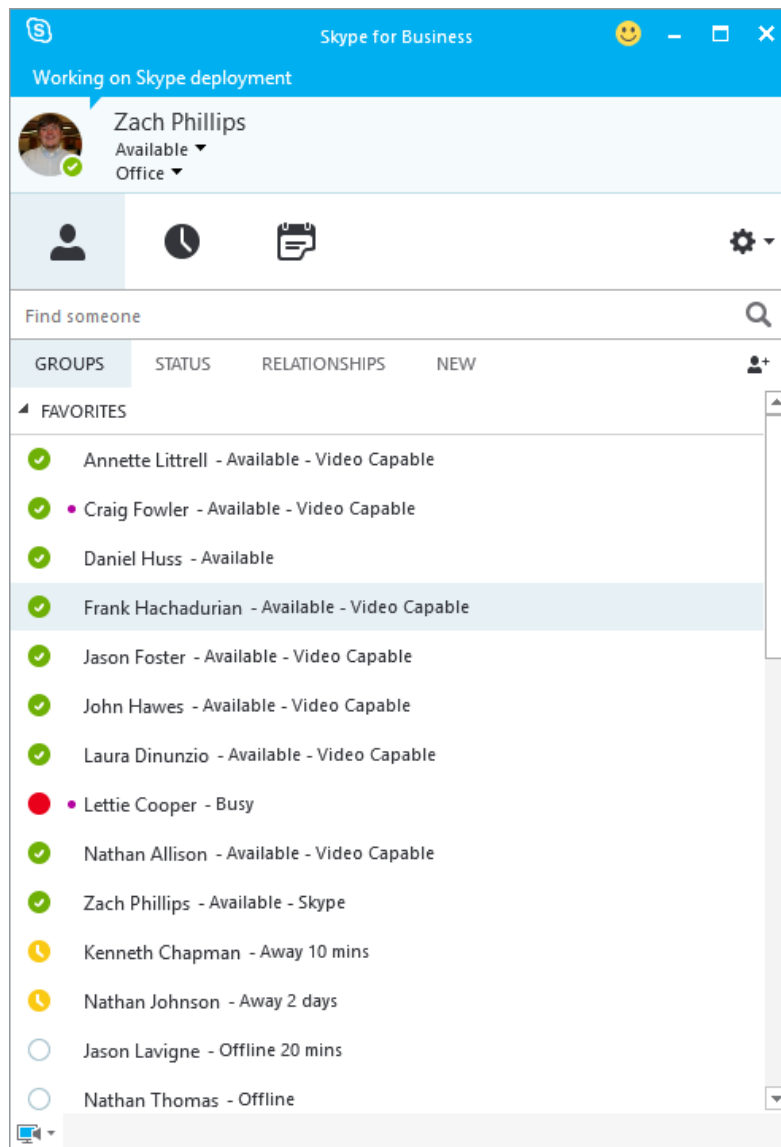 Skype for Business
Working on Skype deployment
Zach Phillips
Available
Office
Find someone
GROUPS STATUS RELATIONSHIPS NEW
FAVORITES
Annette Littrell - Available - Video Capable
Craig Fowler - Available - Video Capable
Daniel Huss - Available
Frank Hachadurian - Available - Video Capable
Jason Foster - Available - Video Capable
John Hawes - Available - Video Capable
Laura Dinunzio - Available - Video Capable
Lettie Cooper - Busy
Nathan Allison - Available - Video Capable
Zach Phillips - Available - Skype
Kenneth Chapman - Away 10 mins
Nathan Johnson - Away 2 days
Jason Lavigne - Offline 20 mins
Nathan Thomas - Offline